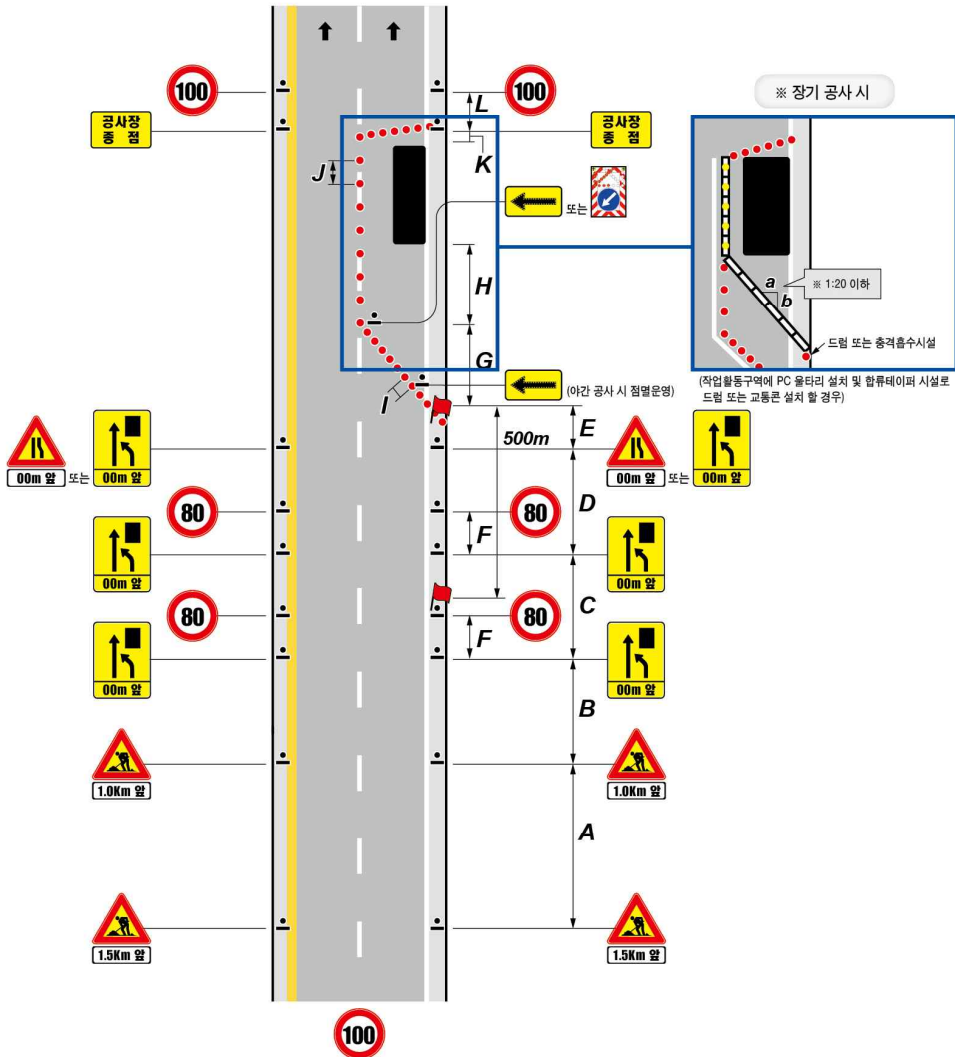 ※ 장기 공사 시
100
L
100
공사장
종 점
공사장
종 점
K
J
또는
a
※ 1:20 이하
b
H
드럼 또는 충격흡수시설
G
(작업활동구역에 PC 울타리 설치 및 합류테이퍼 시설로
드럼 또는 교통콘 설치 할 경우)
I
(야간 공사 시 점멸운영)
E
500m
00m 앞 또는 00m 앞
00m 앞 또는 00m 앞
D
80
80
F
00m 앞
00m 앞
C
80
80
F
00m 앞
00m 앞
B
1.0Km 앞
1.0Km 앞
A
1.5Km 앞
1.5Km 앞
100